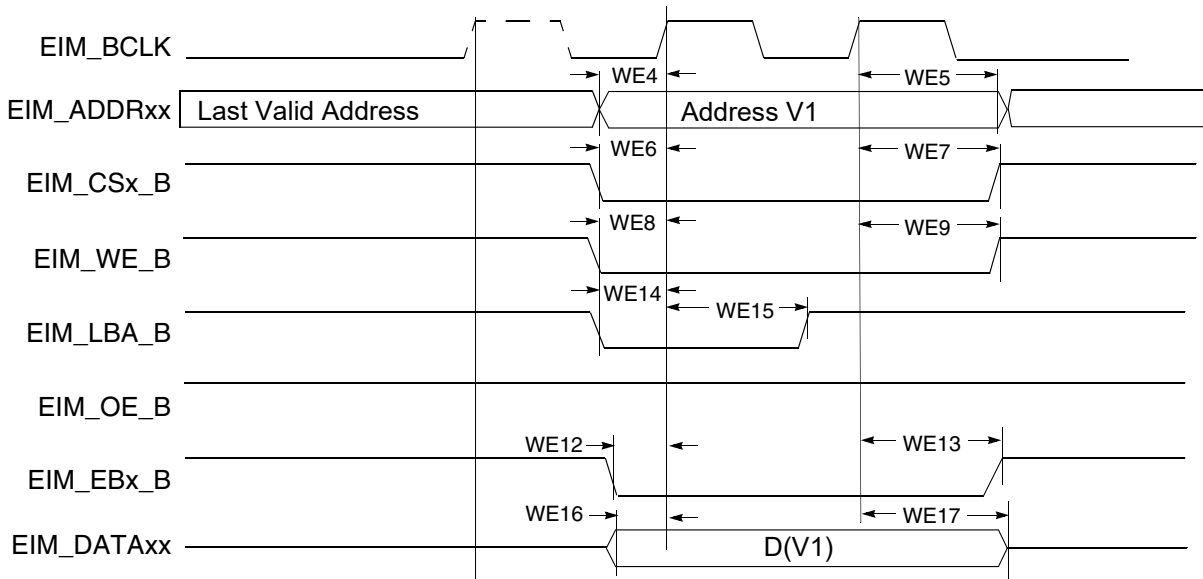 EIM_BCLK
WE4
WE5
EIM_ADDRxx
Last Valid Address
Address V1
WE6
WE7
EIM_CSx_B
WE8
WE9
EIM_WE_B
WE14
WE15
EIM_LBA_B
EIM_OE_B
WE12
WE13
EIM_EBx_B
WE16
WE17
EIM_DATAxx
D(V1)